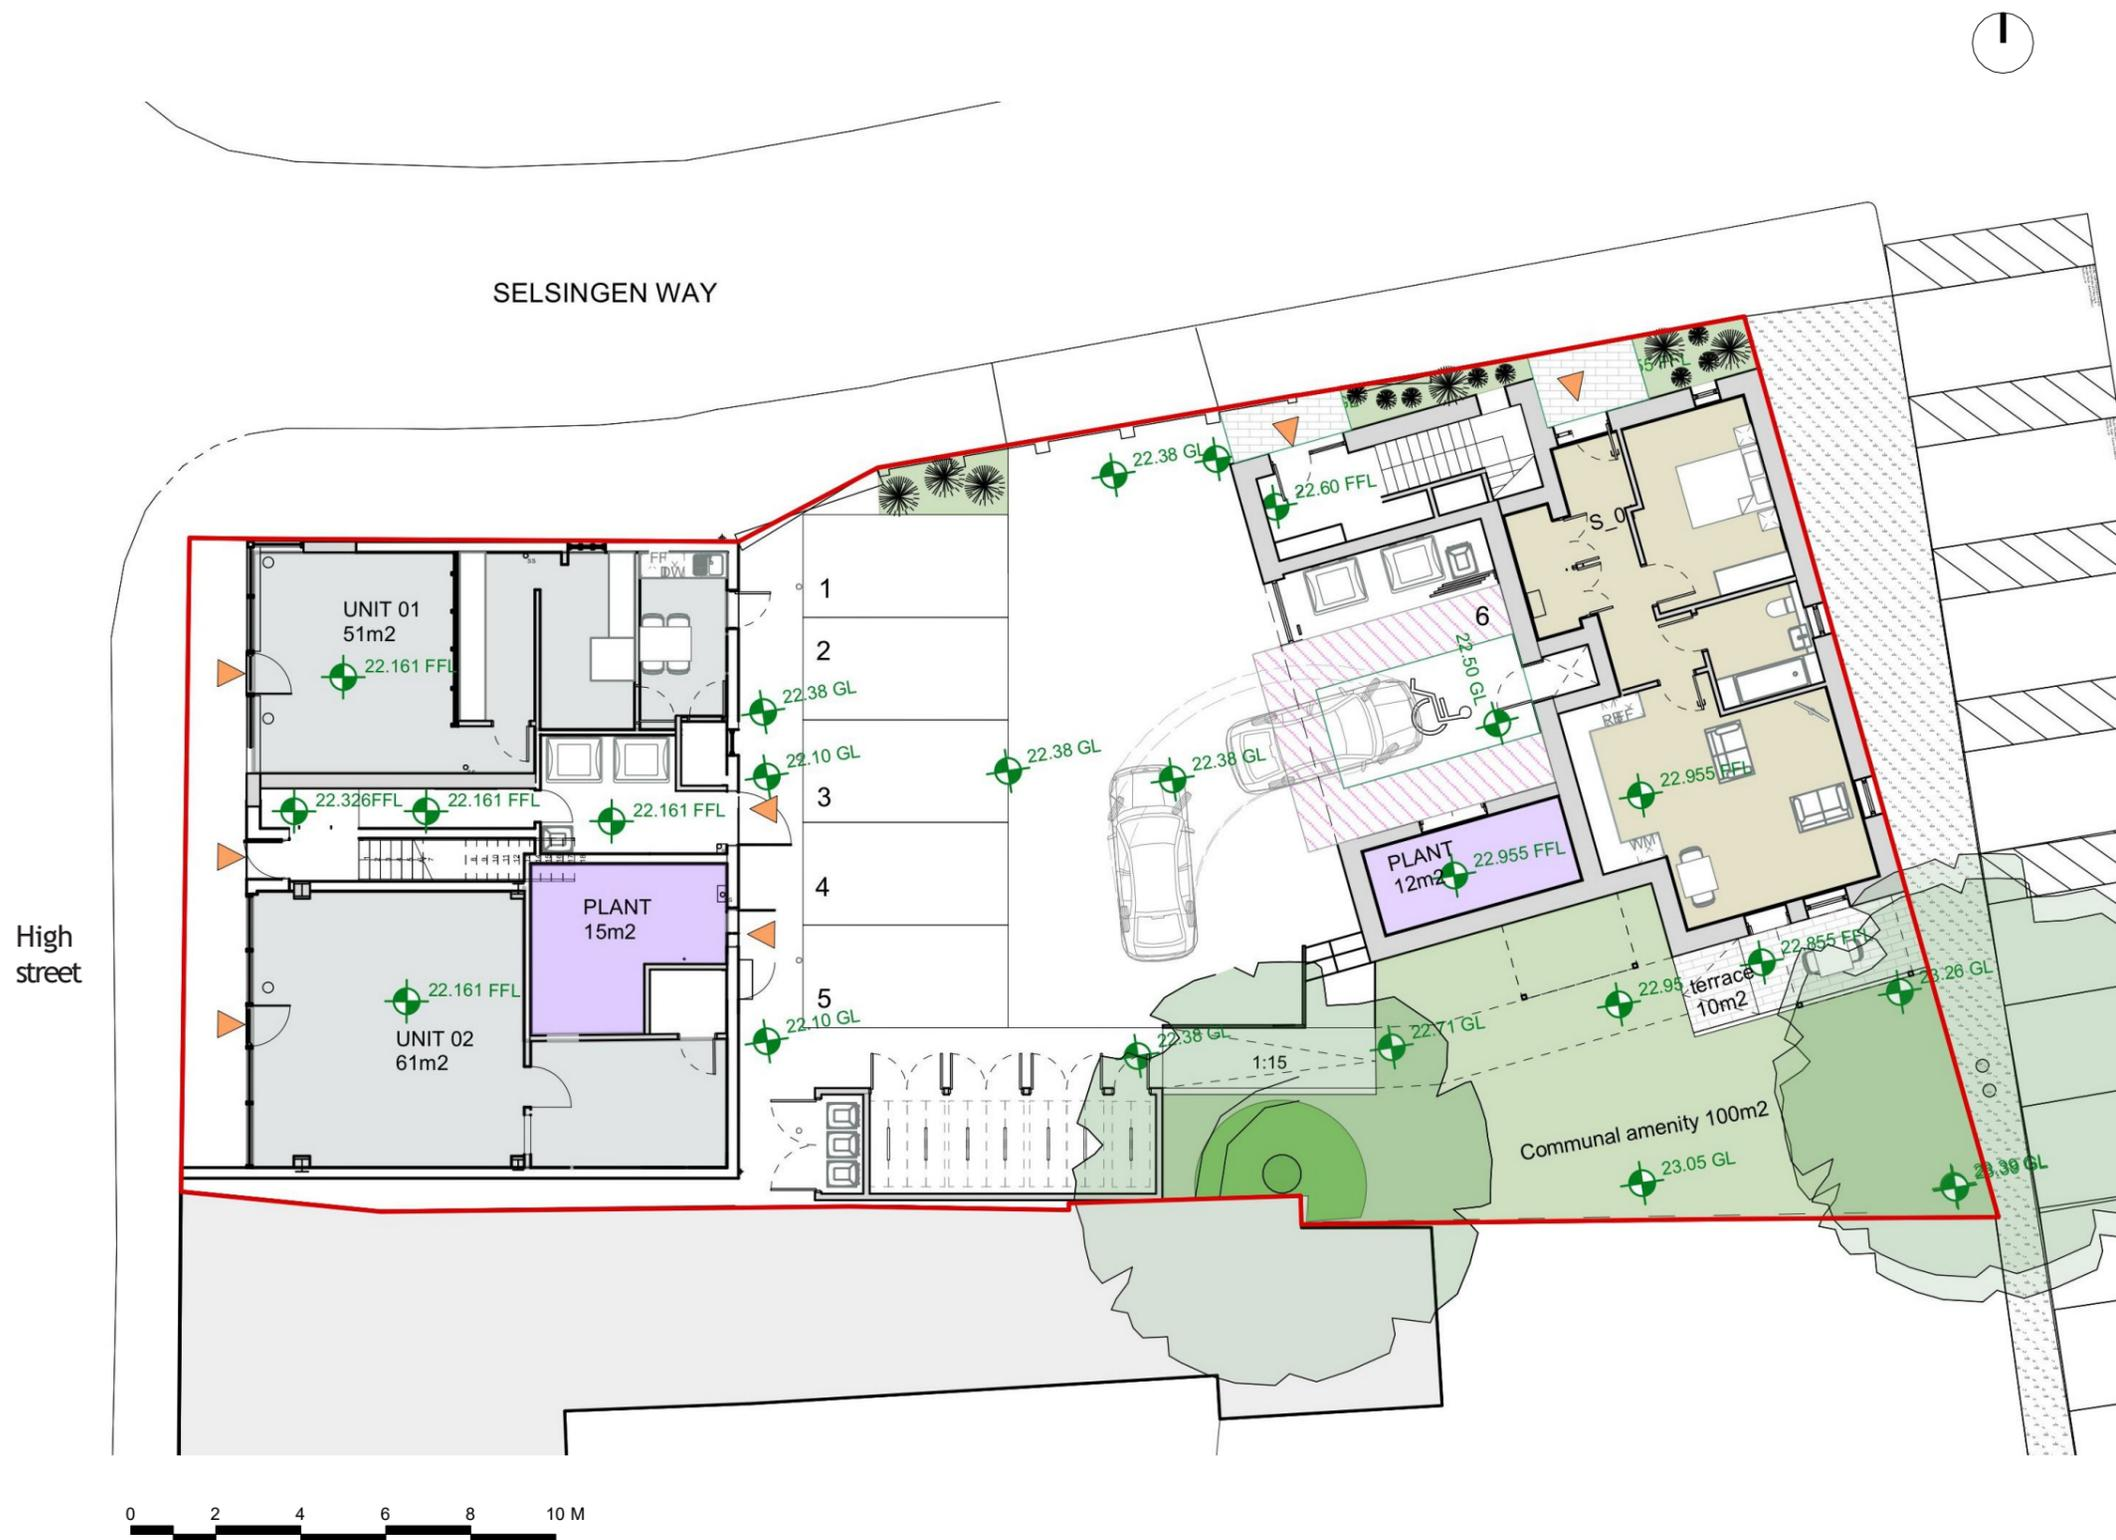 SELSINGEN WAY
High
street
UNIT 01
51m2
22.161 FFL
FF
DW
22.326FFL
22.161 FFL
22.161 FFL
PLANT
15m2
22.161 FFL
UNIT 02
61m2
1
2
3
4
5
22.38 GL
22.10 GL
22.10 GL
22.38 GL
22.38 GL
22.38 GL
22.60 FFL
6
22.50 GL
S_0
REF
22.955 FFL
WM
PLANT
12m2
22.955 FFL
22.855 FFL
terrace
10m2
22.95
23.26 GL
22.71 GL
22.38 GL
1:15
Communal amenity 100m2
23.05 GL
0 2 4 6 8 10 M